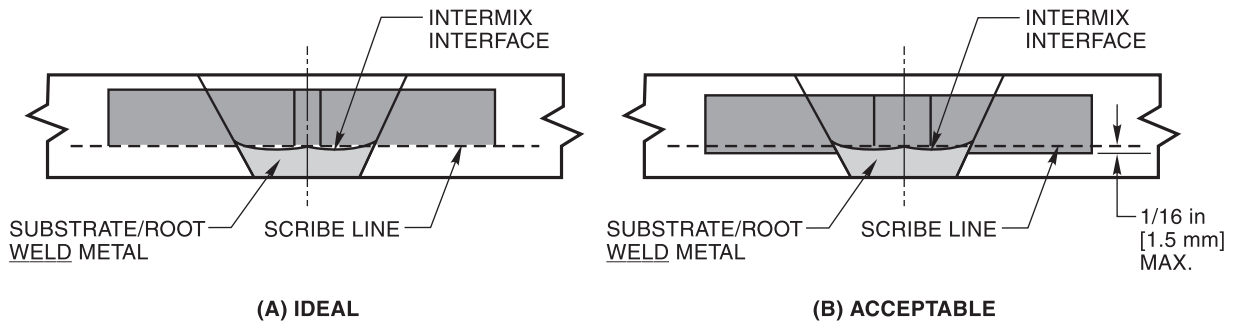 INTERMIX
INTERFACE
SUBSTRATE/ROOT
WELD METAL
SCRIBE LINE
(A) IDEAL
INTERMIX
INTERFACE
SUBSTRATE/ROOT
WELD METAL
SCRIBE LINE
1/16 in
[1.5 mm]
MAX.
(B) ACCEPTABLE